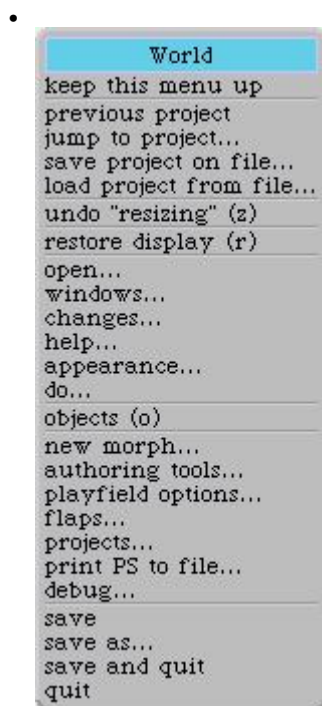 World
keep this menu up
previous project
jump to project...
save project on file...
load project from file...
undo "resizing" (z)
restore display (r)
open...
windows...
changes...
help...
appearance...
do...
objects (o)
new morph...
authoring tools...
playfield options...
flaps...
projects...
print PS to file...
debug...
save
save as...
save and quit
quit